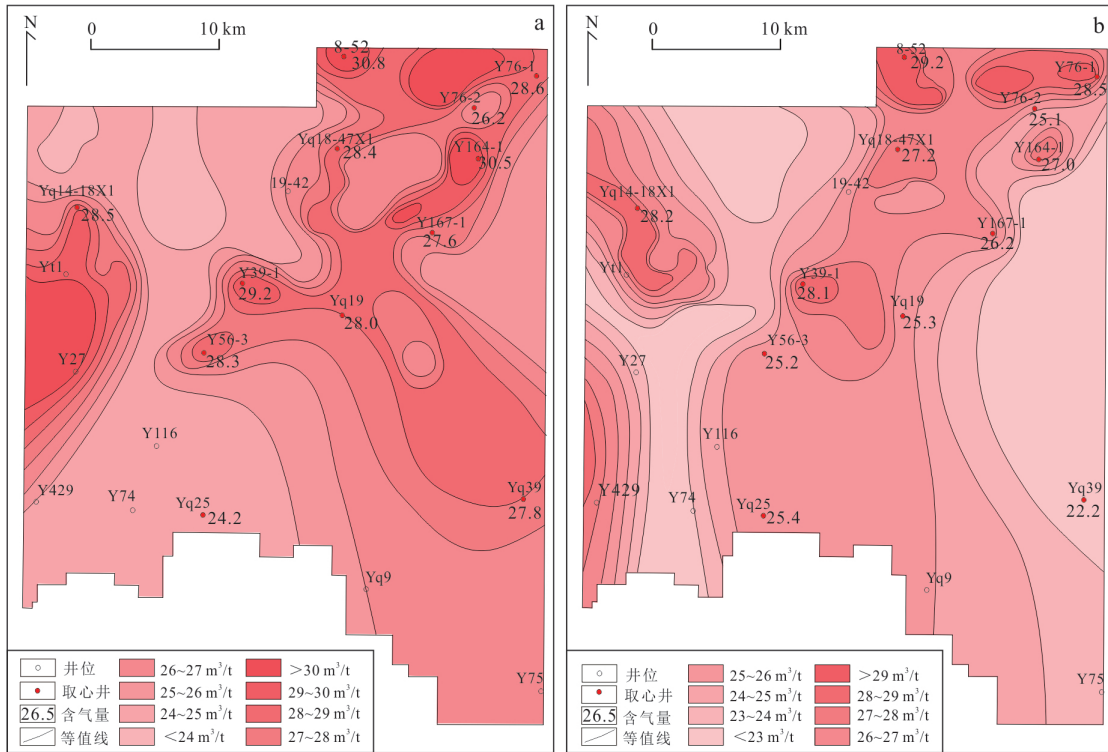 N
0
10 km
a
8-52
30.8
Y76-1
28.6
Y76-2
26.2
Yq18-47X1
28.4
Y164-1
30.5
19-42
Yq14-18X1
28.5
Y167-1
27.6
Yt1
Y39-1
29.2
Yq19
28.0
Y56-3
28.3
Y27
Y116
Y429
Y74
Yq25
24.2
Yq39
27.8
Yq9
Y75
井位
取心井
26.5 含气量
等值线
26~27 m³/t
25~26 m³/t
24~25 m³/t
<24 m³/t
>30 m³/t
29~30 m³/t
28~29 m³/t
27~28 m³/t
N
0
10 km
b
8-52
29.2
Y76-1
28.5
Y76-2
25.1
Yq18-47X1
27.2
Y164-1
27.0
19-42
Yq14-18X1
28.2
Y167-1
26.2
Yt1
Y39-1
28.1
Yq19
25.3
Y56-3
25.2
Y27
Y116
Y429
Y74
Yq25
25.4
Yq39
22.2
Yq9
Y75
井位
取心井
26.5 含气量
等值线
25~26 m³/t
24~25 m³/t
23~24 m³/t
<23 m³/t
>29 m³/t
28~29 m³/t
27~28 m³/t
26~27 m³/t